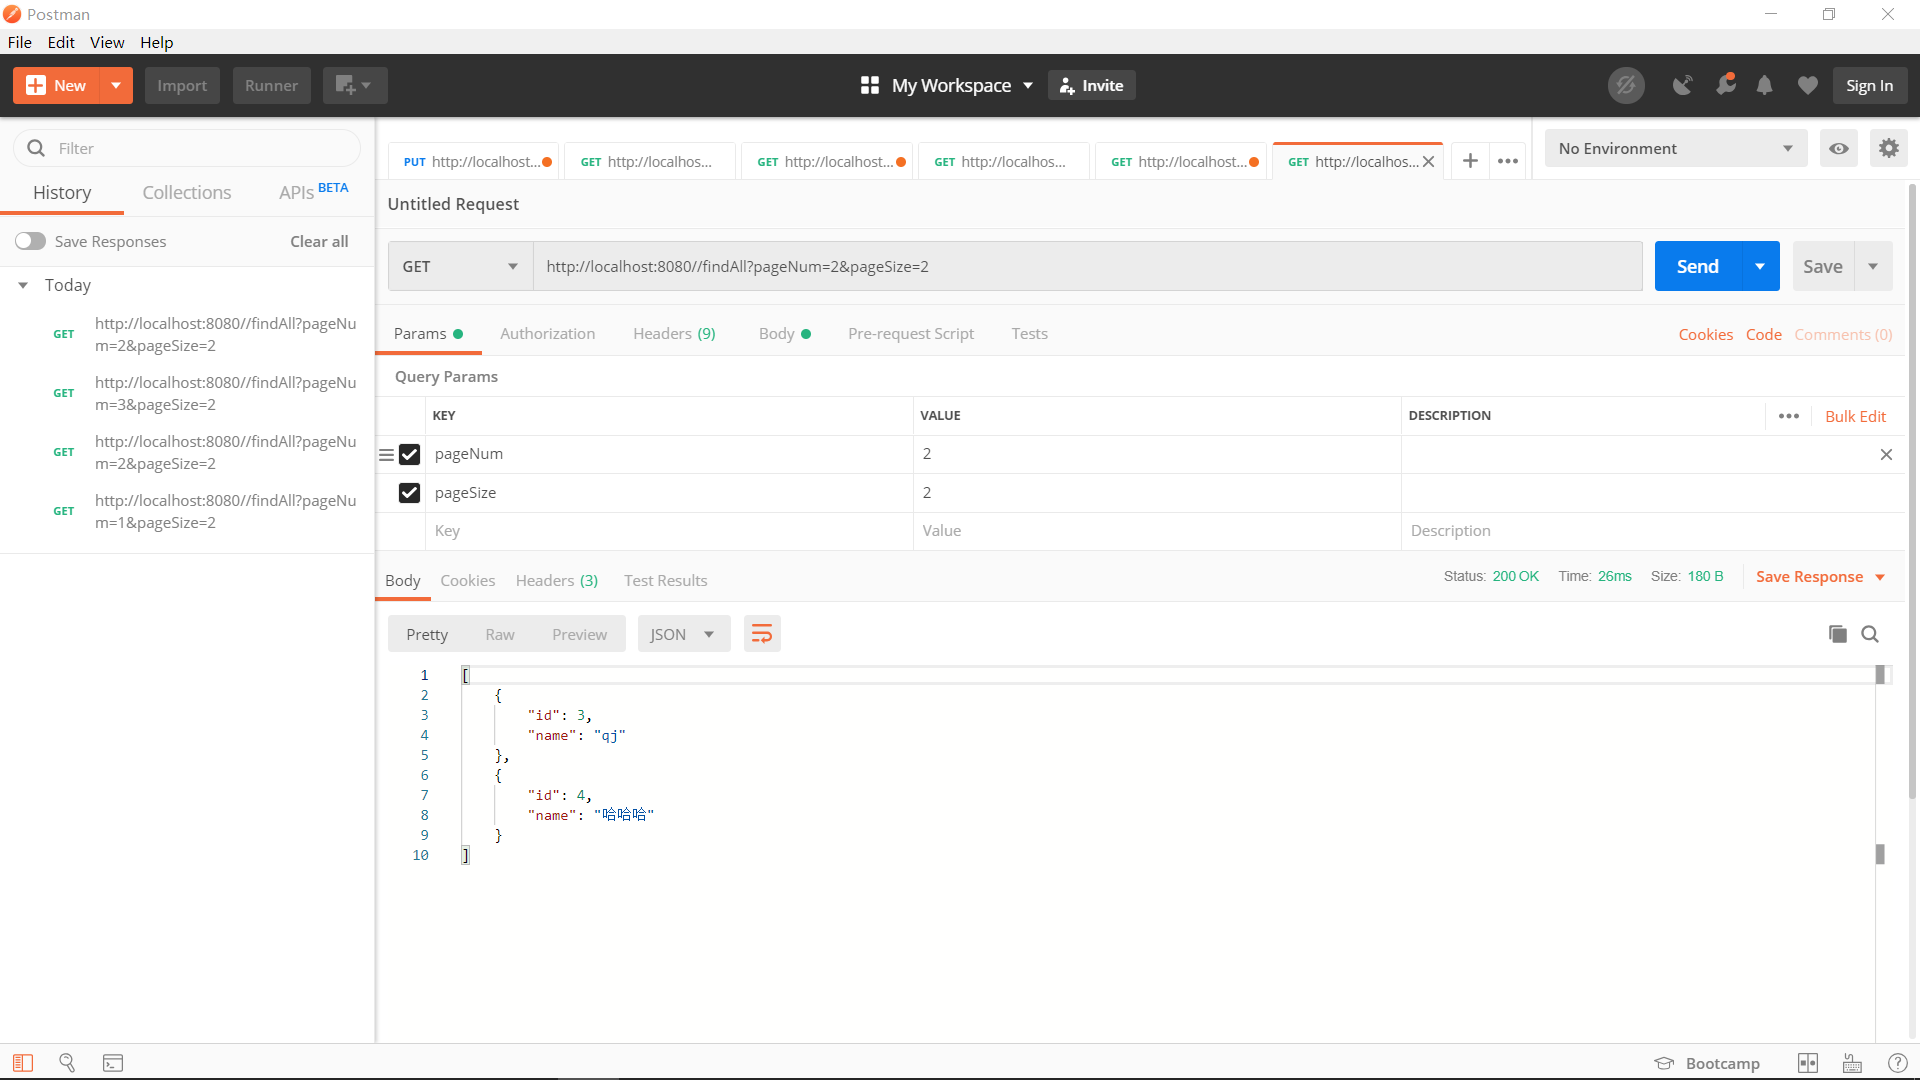 Postman
File Edit View Help
New Import Runner My Workspace Invite Sign In
Filter
History Collections APIs BETA
Save Responses Clear all
Today
GET http://localhost:8080//findAll?pageNu
m=2&pageSize=2
GET http://localhost:8080//findAll?pageNu
m=3&pageSize=2
GET http://localhost:8080//findAll?pageNu
m=2&pageSize=2
GET http://localhost:8080//findAll?pageNu
m=1&pageSize=2
PUT http://localhost... GET http://localhos... GET http://localhost... GET http://localhos... GET http://localhost... GET http://localhos... No Environment
Untitled Request
GET http://localhost:8080//findAll?pageNum=2&pageSize=2 Send Save
Params Authorization Headers (9) Body Pre-request Script Tests Cookies Code Comments (0)
Query Params
KEY VALUE DESCRIPTION Bulk Edit
pageNum 2
pageSize 2
Key Value Description
Body Cookies Headers (3) Test Results Status: 200 OK Time: 26ms Size: 180 B Save Response
Pretty Raw Preview JSON
1 [
2 {
3 "id": 3,
4 "name": "qj"
5 },
6 {
7 "id": 4,
8 "name": "哈哈哈"
9 }
10 ]
Bootcamp